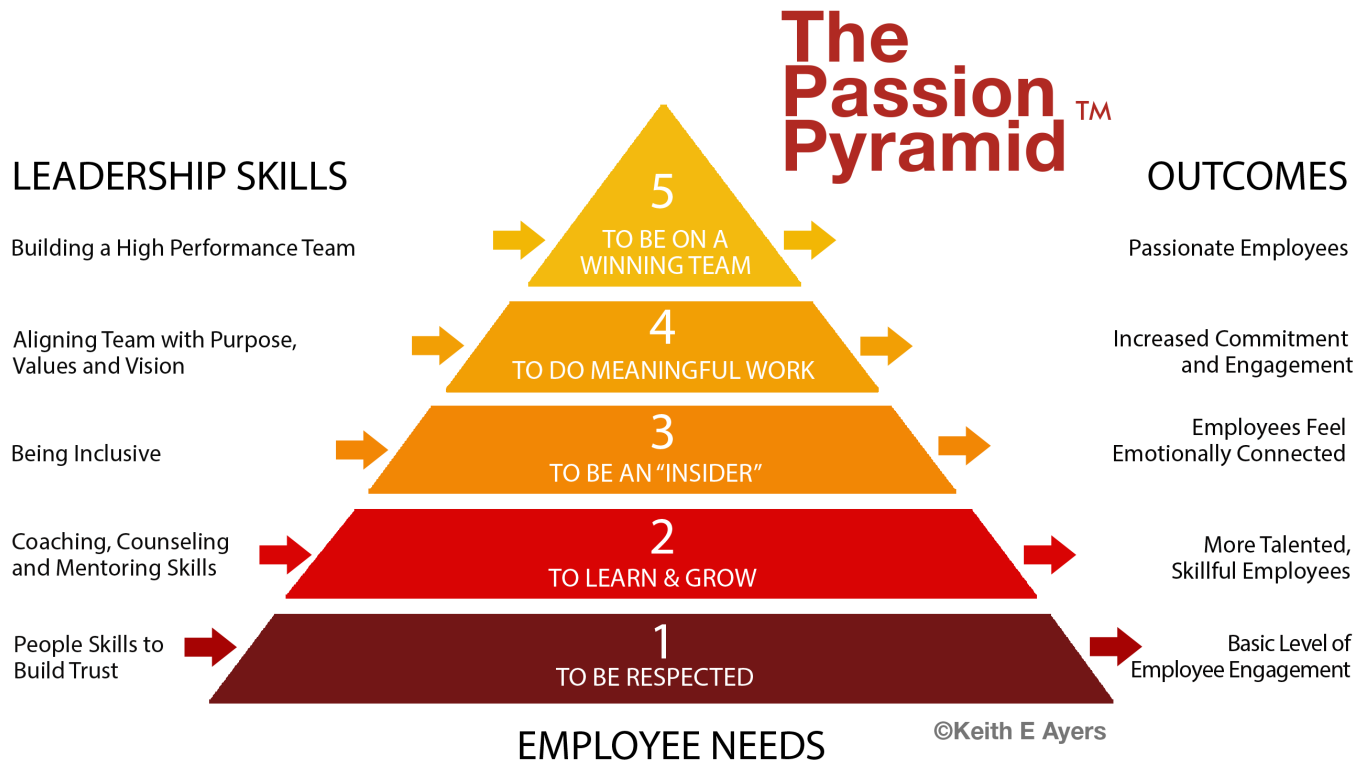 The
Passion
Pyramid ™
LEADERSHIP SKILLS
OUTCOMES
Building a High Performance Team
5
TO BE ON A
WINNING TEAM
Passionate Employees
Aligning Team with Purpose,
Values and Vision
4
TO DO MEANINGFUL WORK
Increased Commitment
and Engagement
Being Inclusive
3
TO BE AN “INSIDER”
Employees Feel
Emotionally Connected
Coaching, Counseling
and Mentoring Skills
2
TO LEARN & GROW
More Talented,
Skillful Employees
People Skills to
Build Trust
1
TO BE RESPECTED
Basic Level of
Employee Engagement
EMPLOYEE NEEDS
©Keith E Ayers